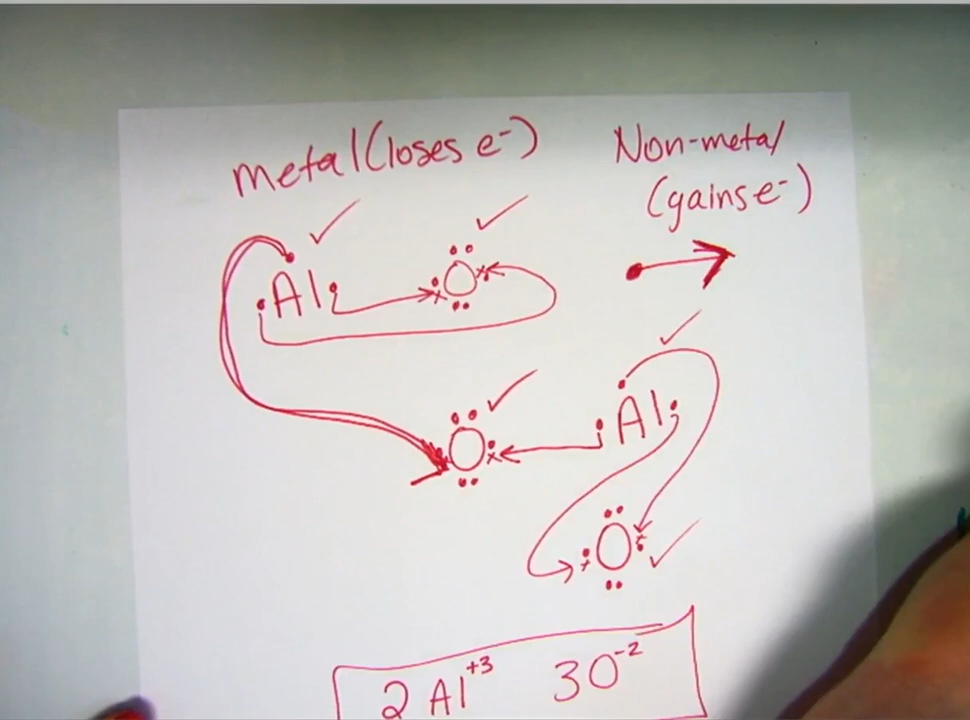 metal (loses e⁻)
Non-metal
(gains e⁻)
Al
O
Al
O
O
2 Al⁺³ 3O⁻²